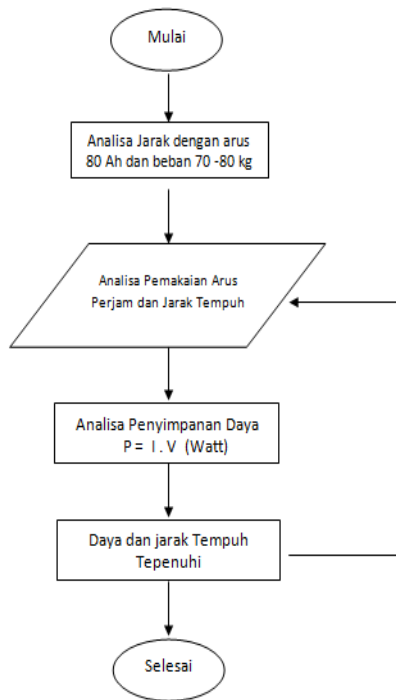 Mulai
Analisa Jarak dengan arus
80 Ah dan beban 70 -80 kg
Analisa Pemakaian Arus
Perjam dan Jarak Tempuh
Analisa Penyimpanan Daya
P = I . V (Watt)
Daya dan jarak Tempuh
Tepenuhi
Selesai